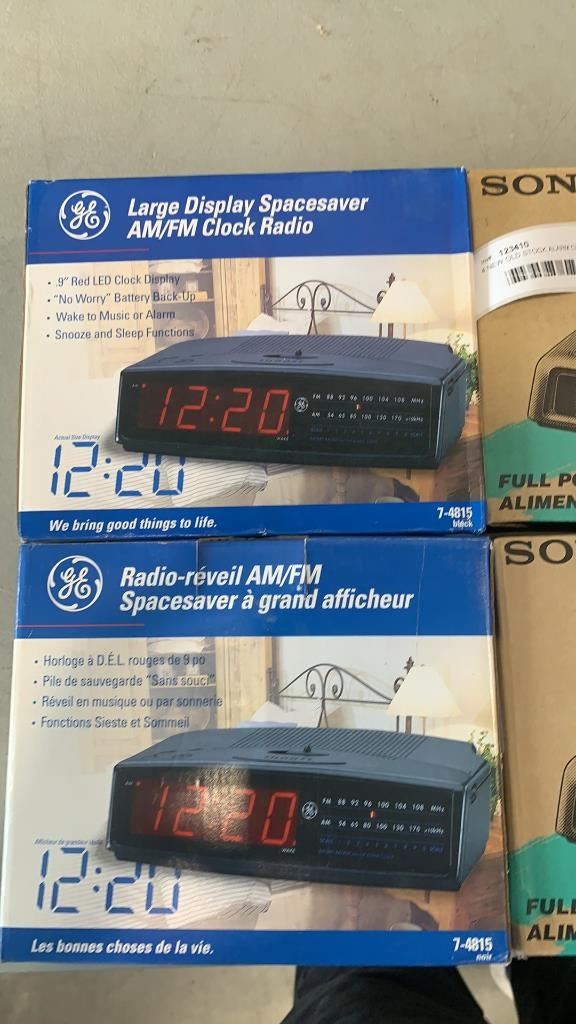 GE
Large Display Spacesaver
AM/FM Clock Radio
• .9" Red LED Clock Display
• "No Worry" Battery Back-Up
• Wake to Music or Alarm
• Snooze and Sleep Functions
12:20
FM 88 92 96 100 104 108 MHz
AM 54 65 80 100 130 170 x10kHz
Actual Size Display
12:20
We bring good things to life.
7-4815
black
SON
123410
NEW OLD STOCK ALARM
FULL PO
ALIMEN
GE
Radio-réveil AM/FM
Spacesaver à grand afficheur
• Horloge à D.É.L. rouges de 9 po
• Pile de sauvegarde "Sans souci"
• Réveil en musique ou par sonnerie
• Fonctions Sieste et Sommeil
12:20
FM 88 92 96 100 104 108 MHz
AM 54 65 80 100 130 170 x10kHz
12:20
Les bonnes choses de la vie.
7-4815
noir
SO
FULL
ALIM